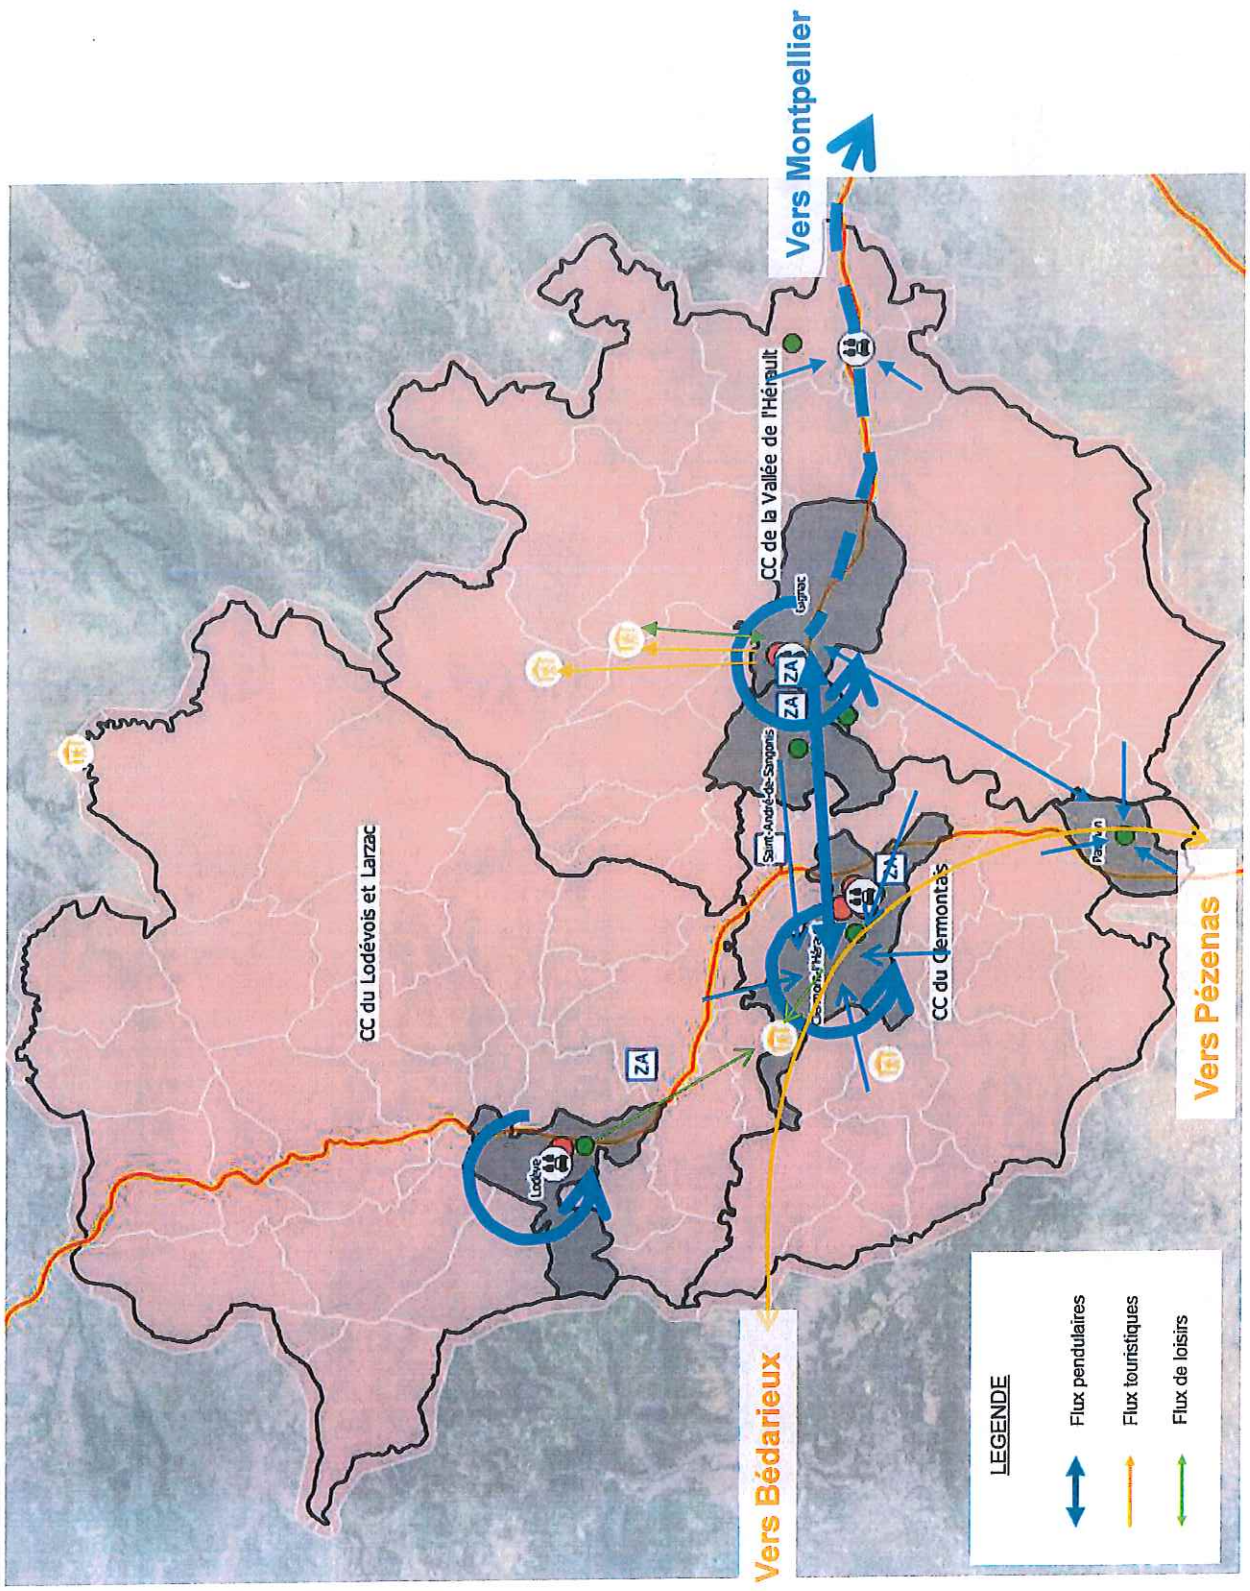 Vers Montpellier
CC de la Vallée de l'Hérault
Gignac
ZA
ZA
Saint-André-de-Sangonis
CC du Lodévois et Larzac
ZA
CC du Clermontais
ZA
Lodève
Vers Pézenas
Vers Bédarieux
LEGENDE
Flux pendulaires
Flux touristiques
Flux de loisirs